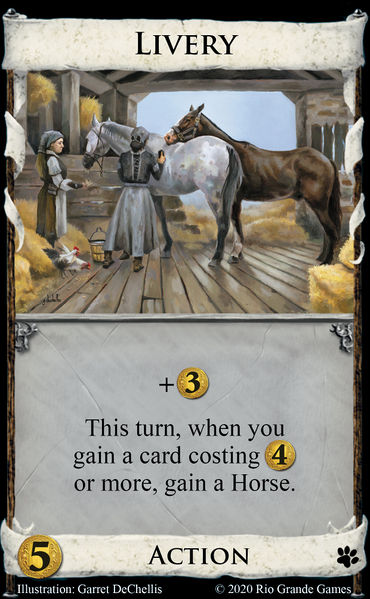 LIVERY
+3
This turn, when you
gain a card costing 4
or more, gain a Horse.
5 ACTION
Illustration: Garret DeChellis © 2020 Rio Grande Games